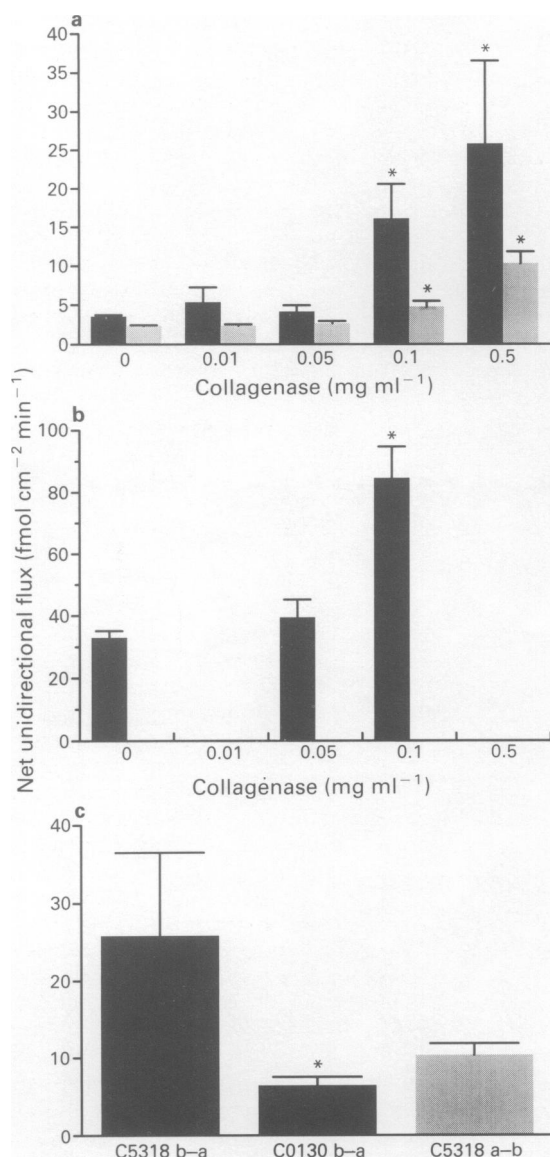 a
40
35
30
25
20
15
10
5
0
* * * *
0 0.01 0.05 0.1 0.5
Collagenase (mg ml−1)
Net unidirectional flux (fmol cm−2 min−1)
b
100
80
60
40
20
0
*
0 0.01 0.05 0.1 0.5
Collagenase (mg ml−1)
c
40
30
20
10
0
*
C5318 b–a C0130 b–a C5318 a–b